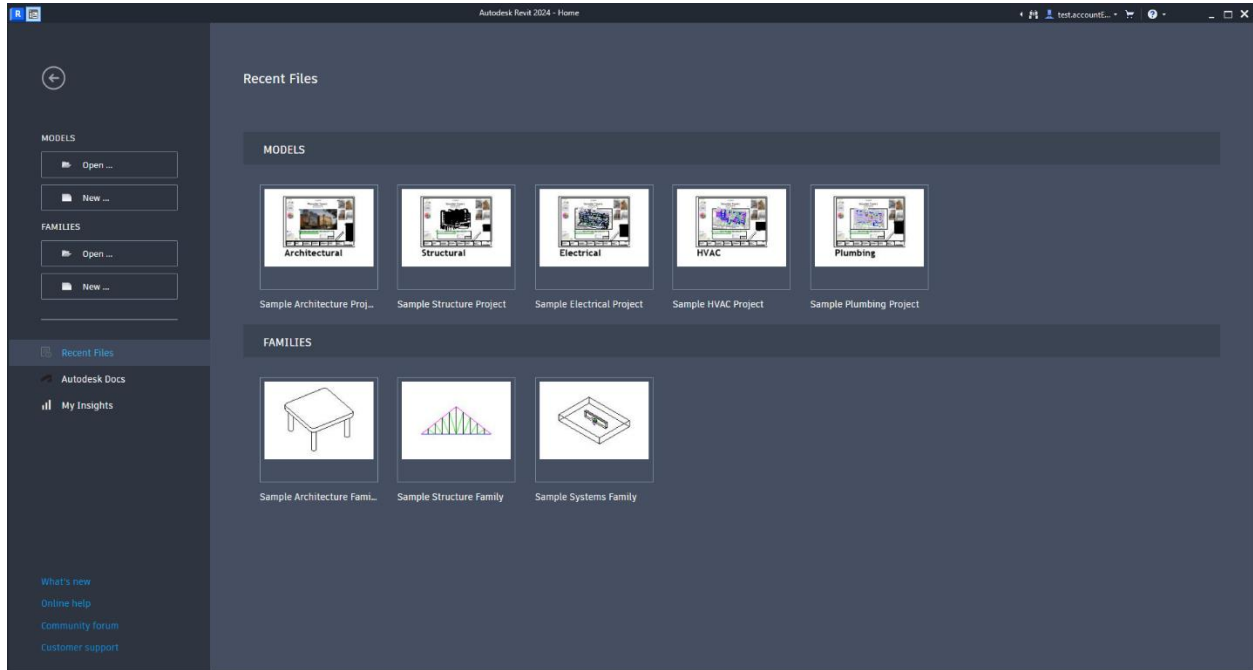 R
Autodesk Revit 2024 - Home
test.accountE...
?
Recent Files
MODELS
Open ...
New ...
FAMILIES
Open ...
New ...
Recent Files
Autodesk Docs
My Insights
What's new
Online help
Community forum
Customer support
MODELS
Architectural
Structural
Electrical
HVAC
Plumbing
Sample Architecture Proj...
Sample Structure Project
Sample Electrical Project
Sample HVAC Project
Sample Plumbing Project
FAMILIES
Sample Architecture Fami...
Sample Structure Family
Sample Systems Family